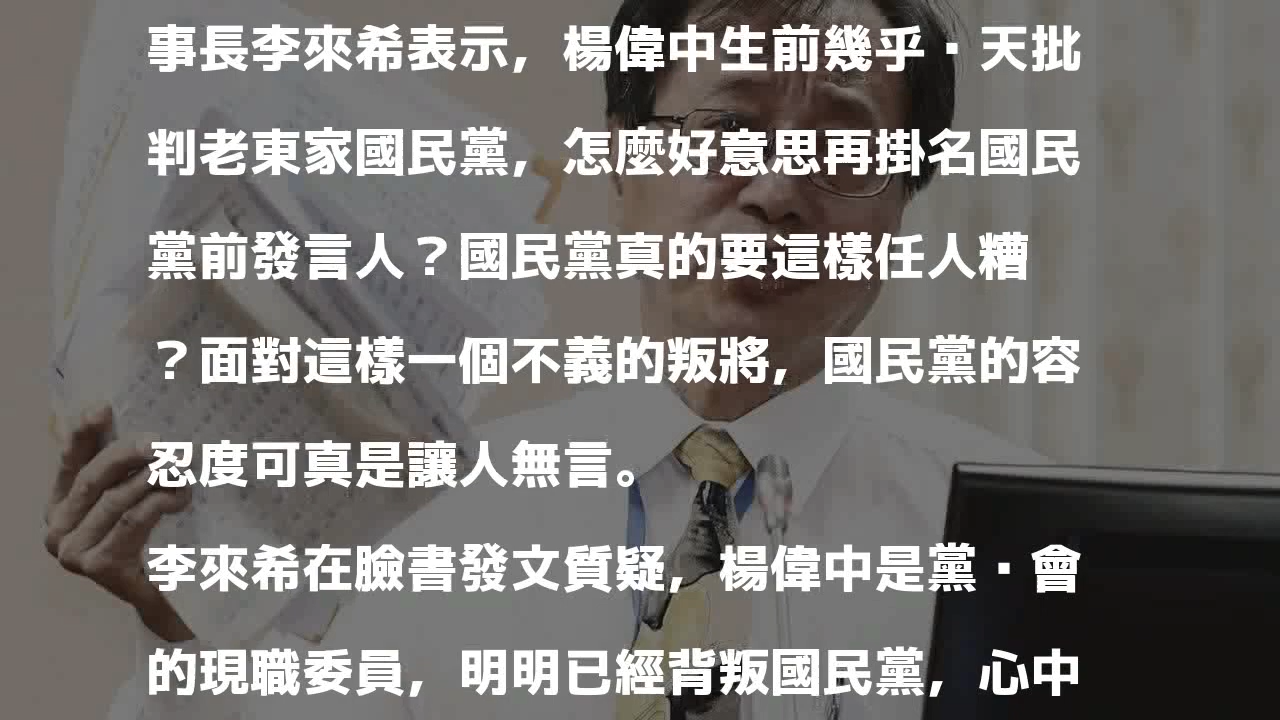 事長李來希表示，楊偉中生前幾乎▪天批
判老東家國民黨，怎麼好意思再掛名國民
黨前發言人？國民黨真的要這樣任人糟
？面對這樣一個不義的叛將，國民黨的容
忍度可真是讓人無言。
李來希在臉書發文質疑，楊偉中是黨▪會
的現職委員，明明已經背叛國民黨，心中